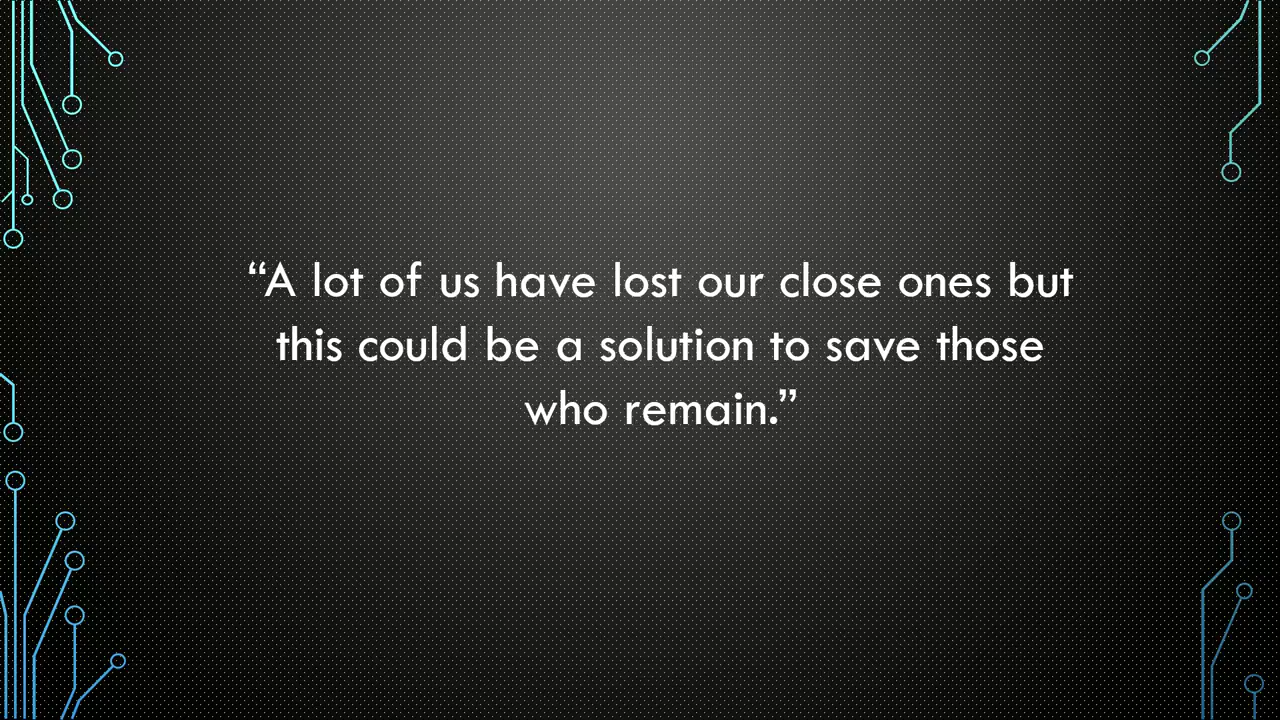 “A lot of us have lost our close ones but
this could be a solution to save those
who remain.”